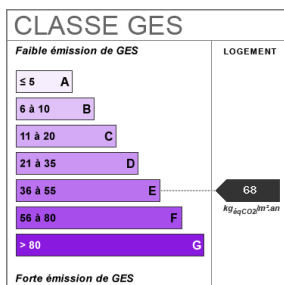 CLASSE GES
Faible émission de GES
LOGEMENT
≤ 5 A
6 à 10 B
11 à 20 C
21 à 35 D
36 à 55 E
68
kgéqCO2/m².an
56 à 80 F
> 80 G
Forte émission de GES